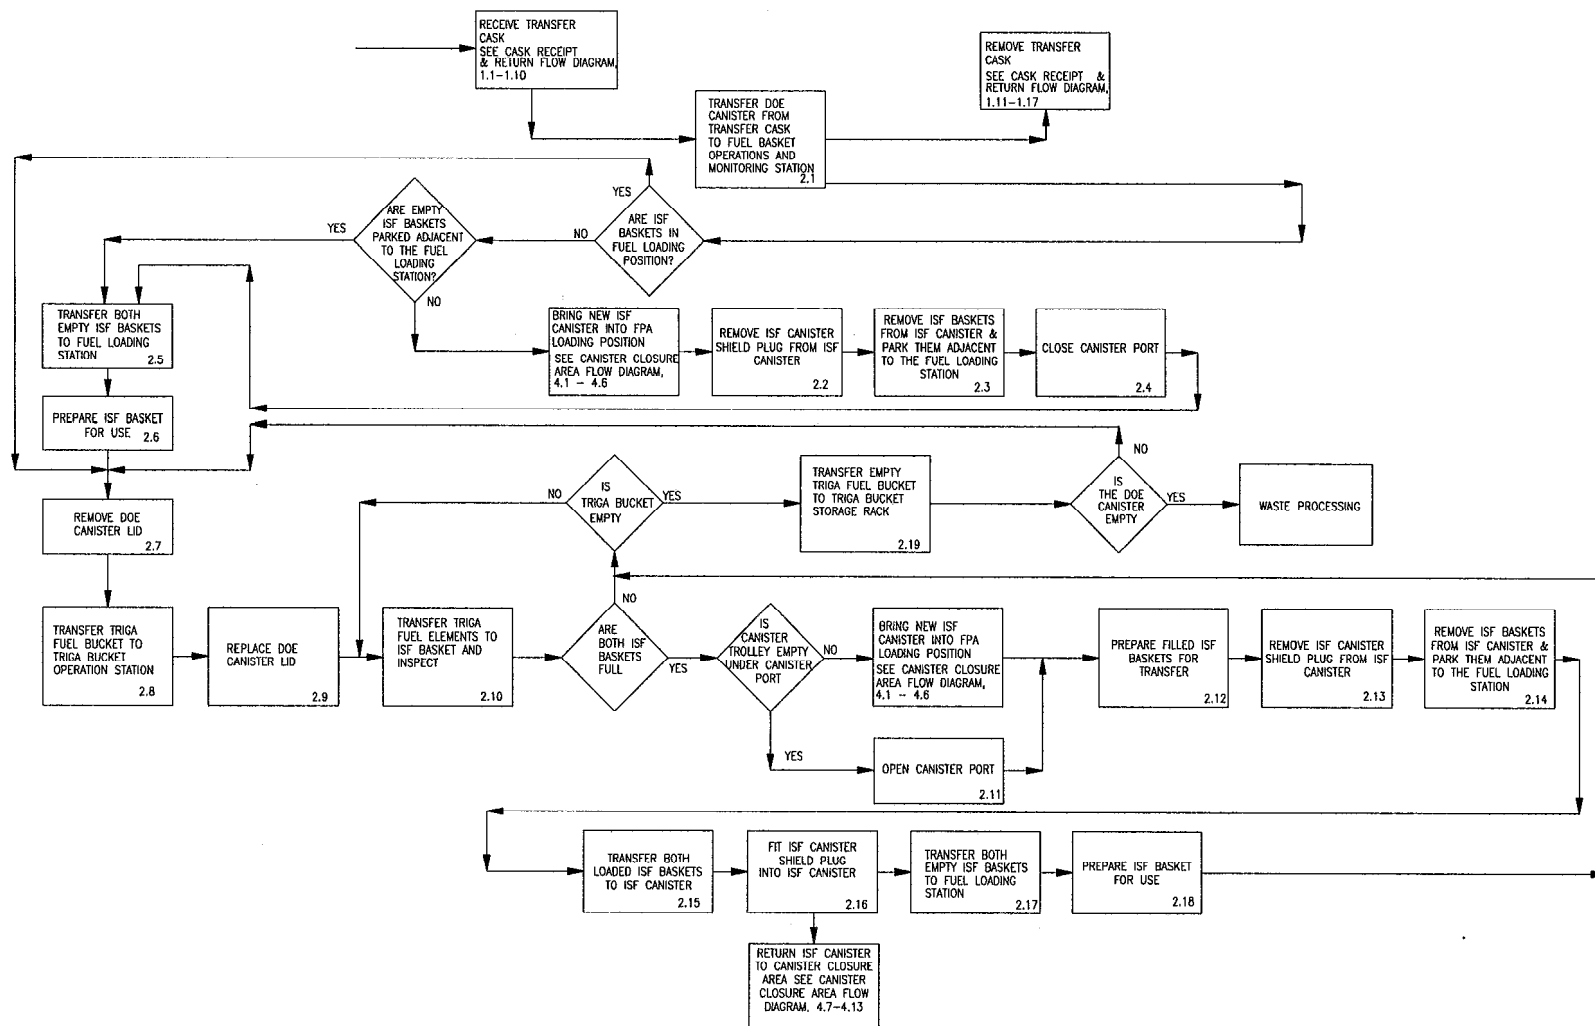 RECEIVE TRANSFER
CASK
SEE CASK RECEIPT
& RETURN FLOW DIAGRAM,
1.1-1.10
REMOVE TRANSFER
CASK
SEE CASK RECEIPT &
RETURN FLOW DIAGRAM,
1.11-1.17
TRANSFER DOE
CANISTER FROM
TRANSFER CASK
TO FUEL BASKET
OPERATIONS AND
MONITORING STATION
2.1
YES
ARE ISF
BASKETS IN
FUEL LOADING
POSITION?
NO
ARE EMPTY
ISF BASKETS
PARKED ADJACENT
TO THE FUEL
LOADING
STATION?
YES
NO
TRANSFER BOTH
EMPTY ISF BASKETS
TO FUEL LOADING
STATION
2.5
BRING NEW ISF
CANISTER INTO FPA
LOADING POSITION
SEE CANISTER CLOSURE
AREA FLOW DIAGRAM,
4.1 - 4.6
REMOVE ISF CANISTER
SHIELD PLUG FROM ISF
CANISTER
2.2
REMOVE ISF BASKETS
FROM ISF CANISTER &
PARK THEM ADJACENT
TO THE FUEL LOADING
STATION
2.3
CLOSE CANISTER PORT
2.4
PREPARE ISF BASKET
FOR USE
2.6
REMOVE DOE
CANISTER LID
2.7
NO
IS
TRIGA BUCKET
EMPTY
YES
TRANSFER EMPTY
TRIGA FUEL BUCKET
TO TRIGA BUCKET
STORAGE RACK
2.19
NO
IS
THE DOE
CANISTER
EMPTY
YES
WASTE PROCESSING
TRANSFER TRIGA
FUEL BUCKET TO
TRIGA BUCKET
OPERATION STATION
2.8
REPLACE DOE
CANISTER LID
2.9
TRANSFER TRIGA
FUEL ELEMENTS TO
ISF BASKET AND
INSPECT
2.10
NO
ARE
BOTH ISF
BASKETS
FULL
YES
IS
CANISTER
TROLLEY EMPTY
UNDER CANISTER
PORT
NO
YES
BRING NEW ISF
CANISTER INTO FPA
LOADING POSITION
SEE CANISTER CLOSURE
AREA FLOW DIAGRAM,
4.1 - 4.6
OPEN CANISTER PORT
2.11
PREPARE FILLED ISF
BASKETS FOR
TRANSFER
2.12
REMOVE ISF CANISTER
SHIELD PLUG FROM ISF
CANISTER
2.13
REMOVE ISF BASKETS
FROM ISF CANISTER &
PARK THEM ADJACENT
TO THE FUEL LOADING
STATION
2.14
TRANSFER BOTH
LOADED ISF BASKETS
TO ISF CANISTER
2.15
FIT ISF CANISTER
SHIELD PLUG
INTO ISF CANISTER
2.16
TRANSFER BOTH
EMPTY ISF BASKETS
TO FUEL LOADING
STATION
2.17
PREPARE ISF BASKET
FOR USE
2.18
RETURN ISF CANISTER
TO CANISTER CLOSURE
AREA SEE CANISTER
CLOSURE AREA FLOW
DIAGRAM, 4.7-4.13